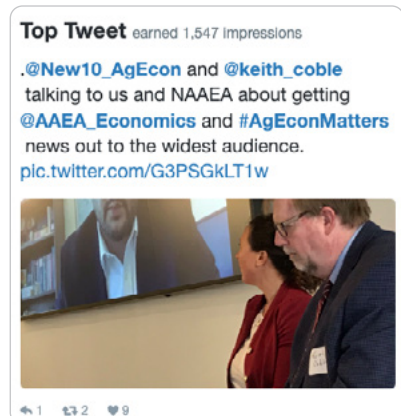 Top Tweet earned 1,547 impressions
.@New10_AgEcon and @keith_coble
talking to us and NAAEA about getting
@AAEA_Economics and #AgEconMatters
news out to the widest audience.
pic.twitter.com/G3PSGkLT1w
1 2 9